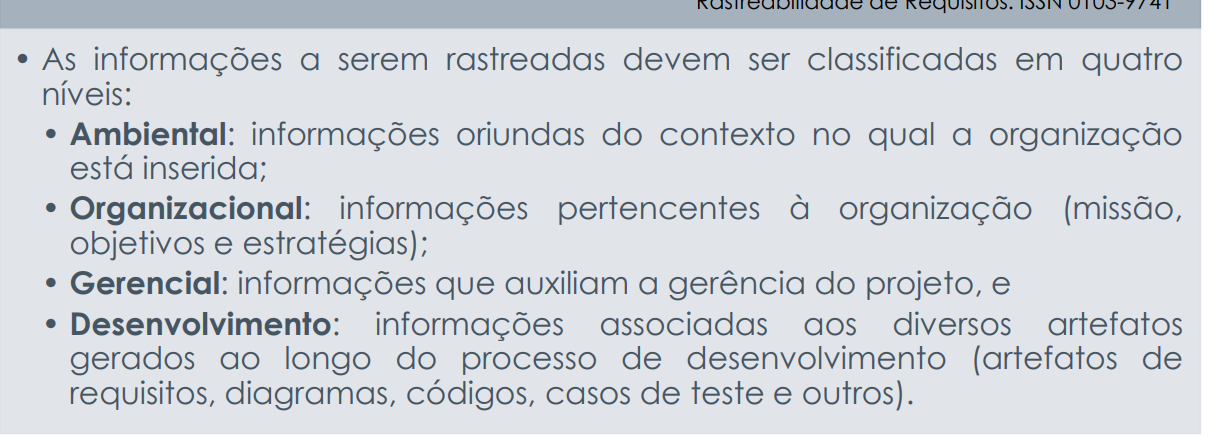 Rastreabilidade de Requisitos. ISSN 0103-9741
• As informações a serem rastreadas devem ser classificadas em quatro
níveis:
• Ambiental: informações oriundas do contexto no qual a organização
está inserida;
• Organizacional: informações pertencentes à organização (missão,
objetivos e estratégias);
• Gerencial: informações que auxiliam a gerência do projeto, e
• Desenvolvimento: informações associadas aos diversos artefatos
gerados ao longo do processo de desenvolvimento (artefatos de
requisitos, diagramas, códigos, casos de teste e outros).